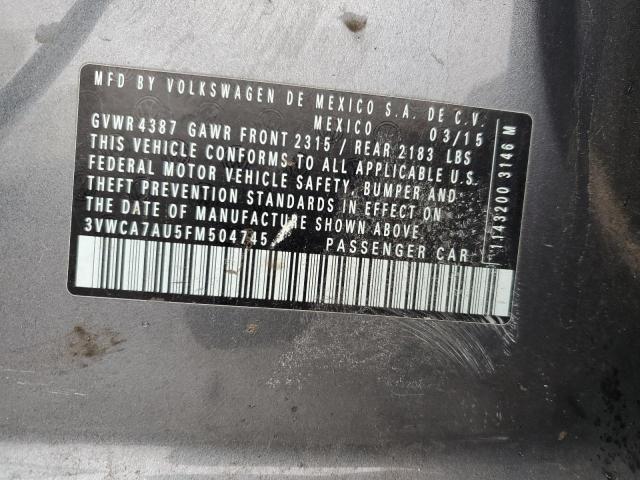 MFD BY VOLKSWAGEN DE MEXICO S.A. DE C.V.
MEXICO 03/15
GVWR 4387 GAWR FRONT 2315 / REAR 2183 LBS
THIS VEHICLE CONFORMS TO ALL APPLICABLE U.S.
FEDERAL MOTOR VEHICLE SAFETY, BUMPER AND
THEFT PREVENTION STANDARDS IN EFFECT ON
THE DATE OF MANUFACTURE SHOWN ABOVE.
3VWCA7AU5FM504745 PASSENGER CAR
1143200 3146 M